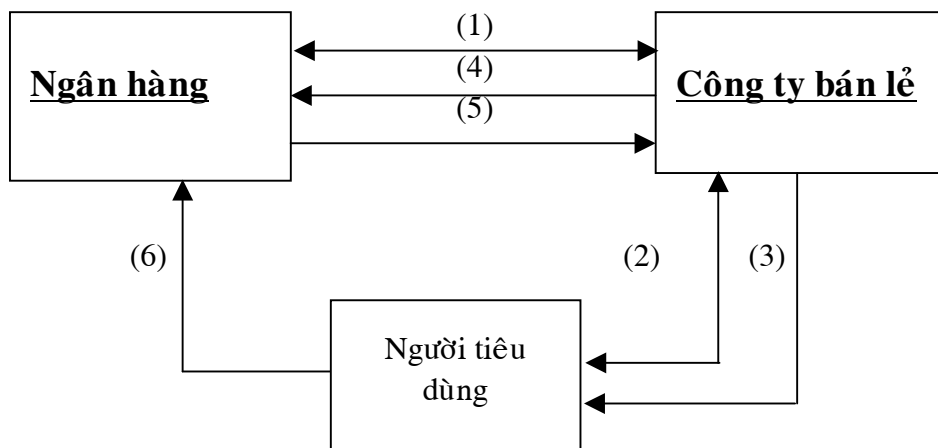 (1)
Ngân hàng
(4)
Công ty bán lẻ
(5)
(6)
(2)
(3)
Người tiêu
dùng